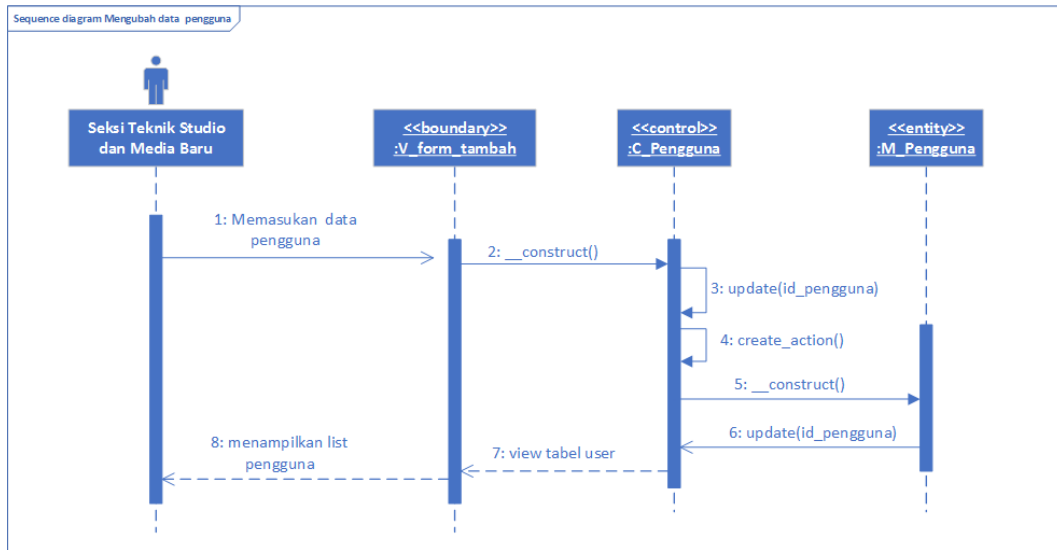 Sequence diagram Mengubah data pengguna
Seksi Teknik Studio
dan Media Baru
<<boundary>>
:V_form_tambah
<<control>>
:C_Pengguna
<<entity>>
:M_Pengguna
1: Memasukan data
pengguna
2: __construct()
3: update(id_pengguna)
4: create_action()
5: __construct()
6: update(id_pengguna)
7: view tabel user
8: menampilkan list
pengguna